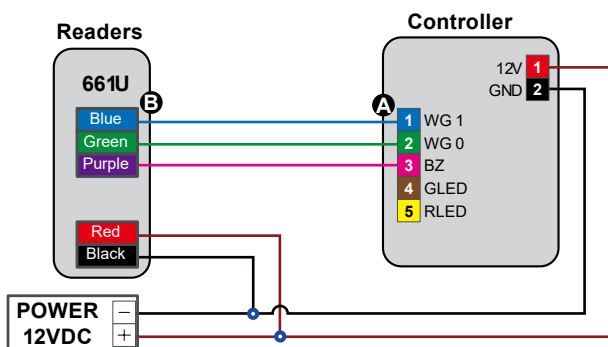 Readers
661U
B
Blue
Green
Purple
Red
Black
POWER −
12VDC +
Controller
12V 1
GND 2
A
1 WG 1
2 WG 0
3 BZ
4 GLED
5 RLED